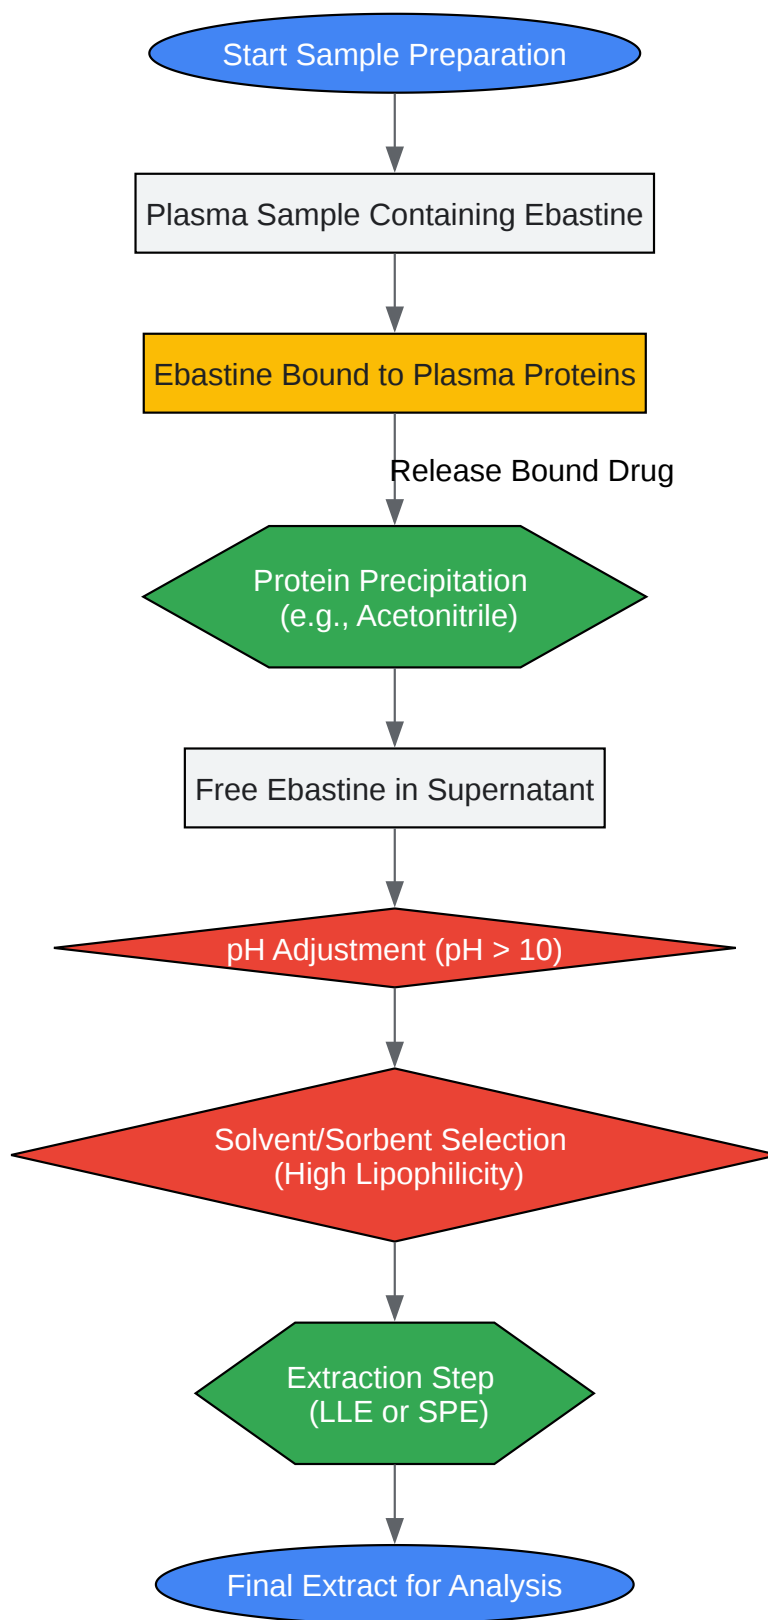 Start Sample Preparation
Plasma Sample Containing Ebastine
Ebastine Bound to Plasma Proteins
Release Bound Drug
Protein Precipitation
(e.g., Acetonitrile)
Free Ebastine in Supernatant
pH Adjustment (pH > 10)
Solvent/Sorbent Selection
(High Lipophilicity)
Extraction Step
(LLE or SPE)
Final Extract for Analysis